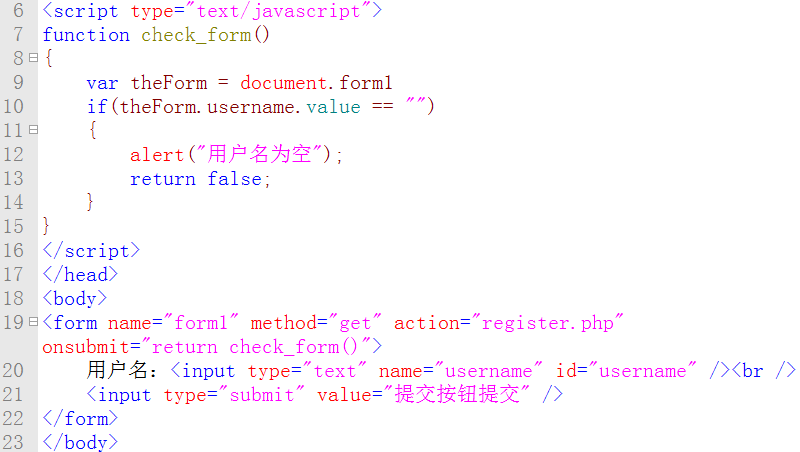 6 <script type="text/javascript">
7 function check_form()
8 {
9     var theForm = document.form1
10     if(theForm.username.value == "")
11     {
12         alert("用户名为空");
13         return false;
14     }
15 }
16 </script>
17 </head>
18 <body>
19 <form name="form1" method="get" action="register.php"
onsubmit="return check_form()">
20     用户名：<input type="text" name="username" id="username" /><br />
21     <input type="submit" value="提交按钮提交" />
22 </form>
23 </body>